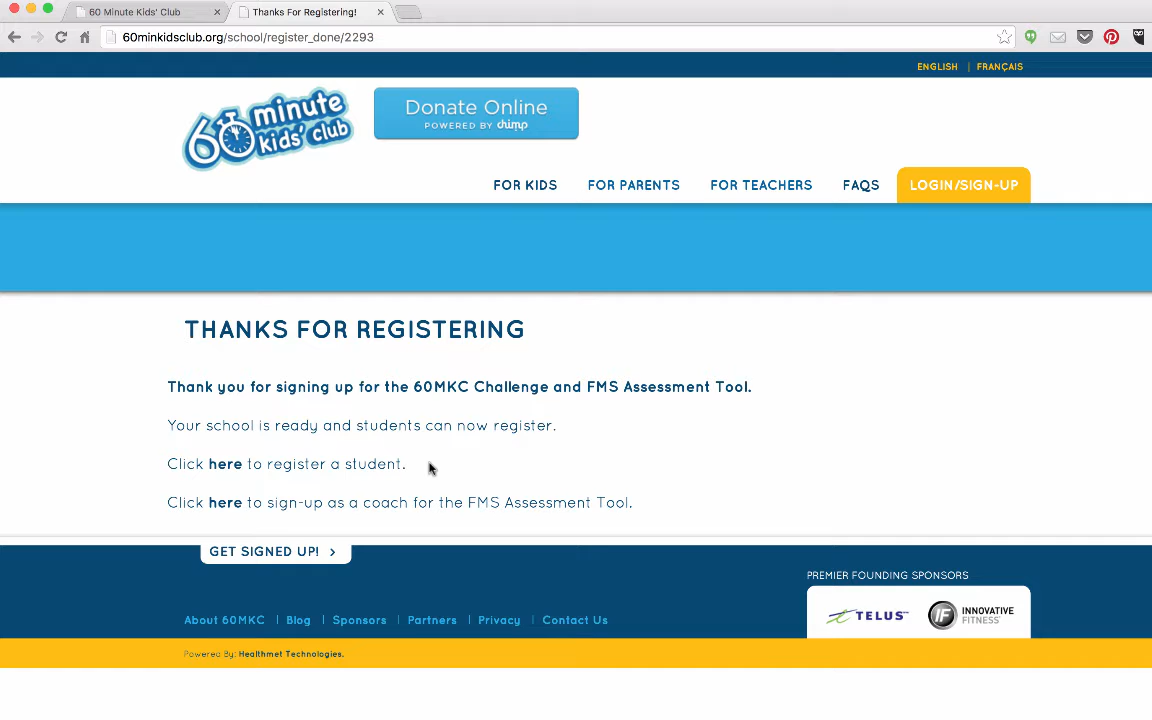 60 Minute Kids' Club
Thanks For Registering!
60minkidsclub.org/school/register_done/2293
ENGLISH | FRANÇAIS
60 minute kids' club
Donate Online
POWERED BY chimp
FOR KIDS FOR PARENTS FOR TEACHERS FAQS LOGIN/SIGN-UP
THANKS FOR REGISTERING
Thank you for signing up for the 60MKC Challenge and FMS Assessment Tool.
Your school is ready and students can now register.
Click here to register a student.
Click here to sign-up as a coach for the FMS Assessment Tool.
GET SIGNED UP! >
PREMIER FOUNDING SPONSORS
TELUS
IF INNOVATIVE FITNESS
About 60MKC | Blog | Sponsors | Partners | Privacy | Contact Us
Powered By: Healthmet Technologies.